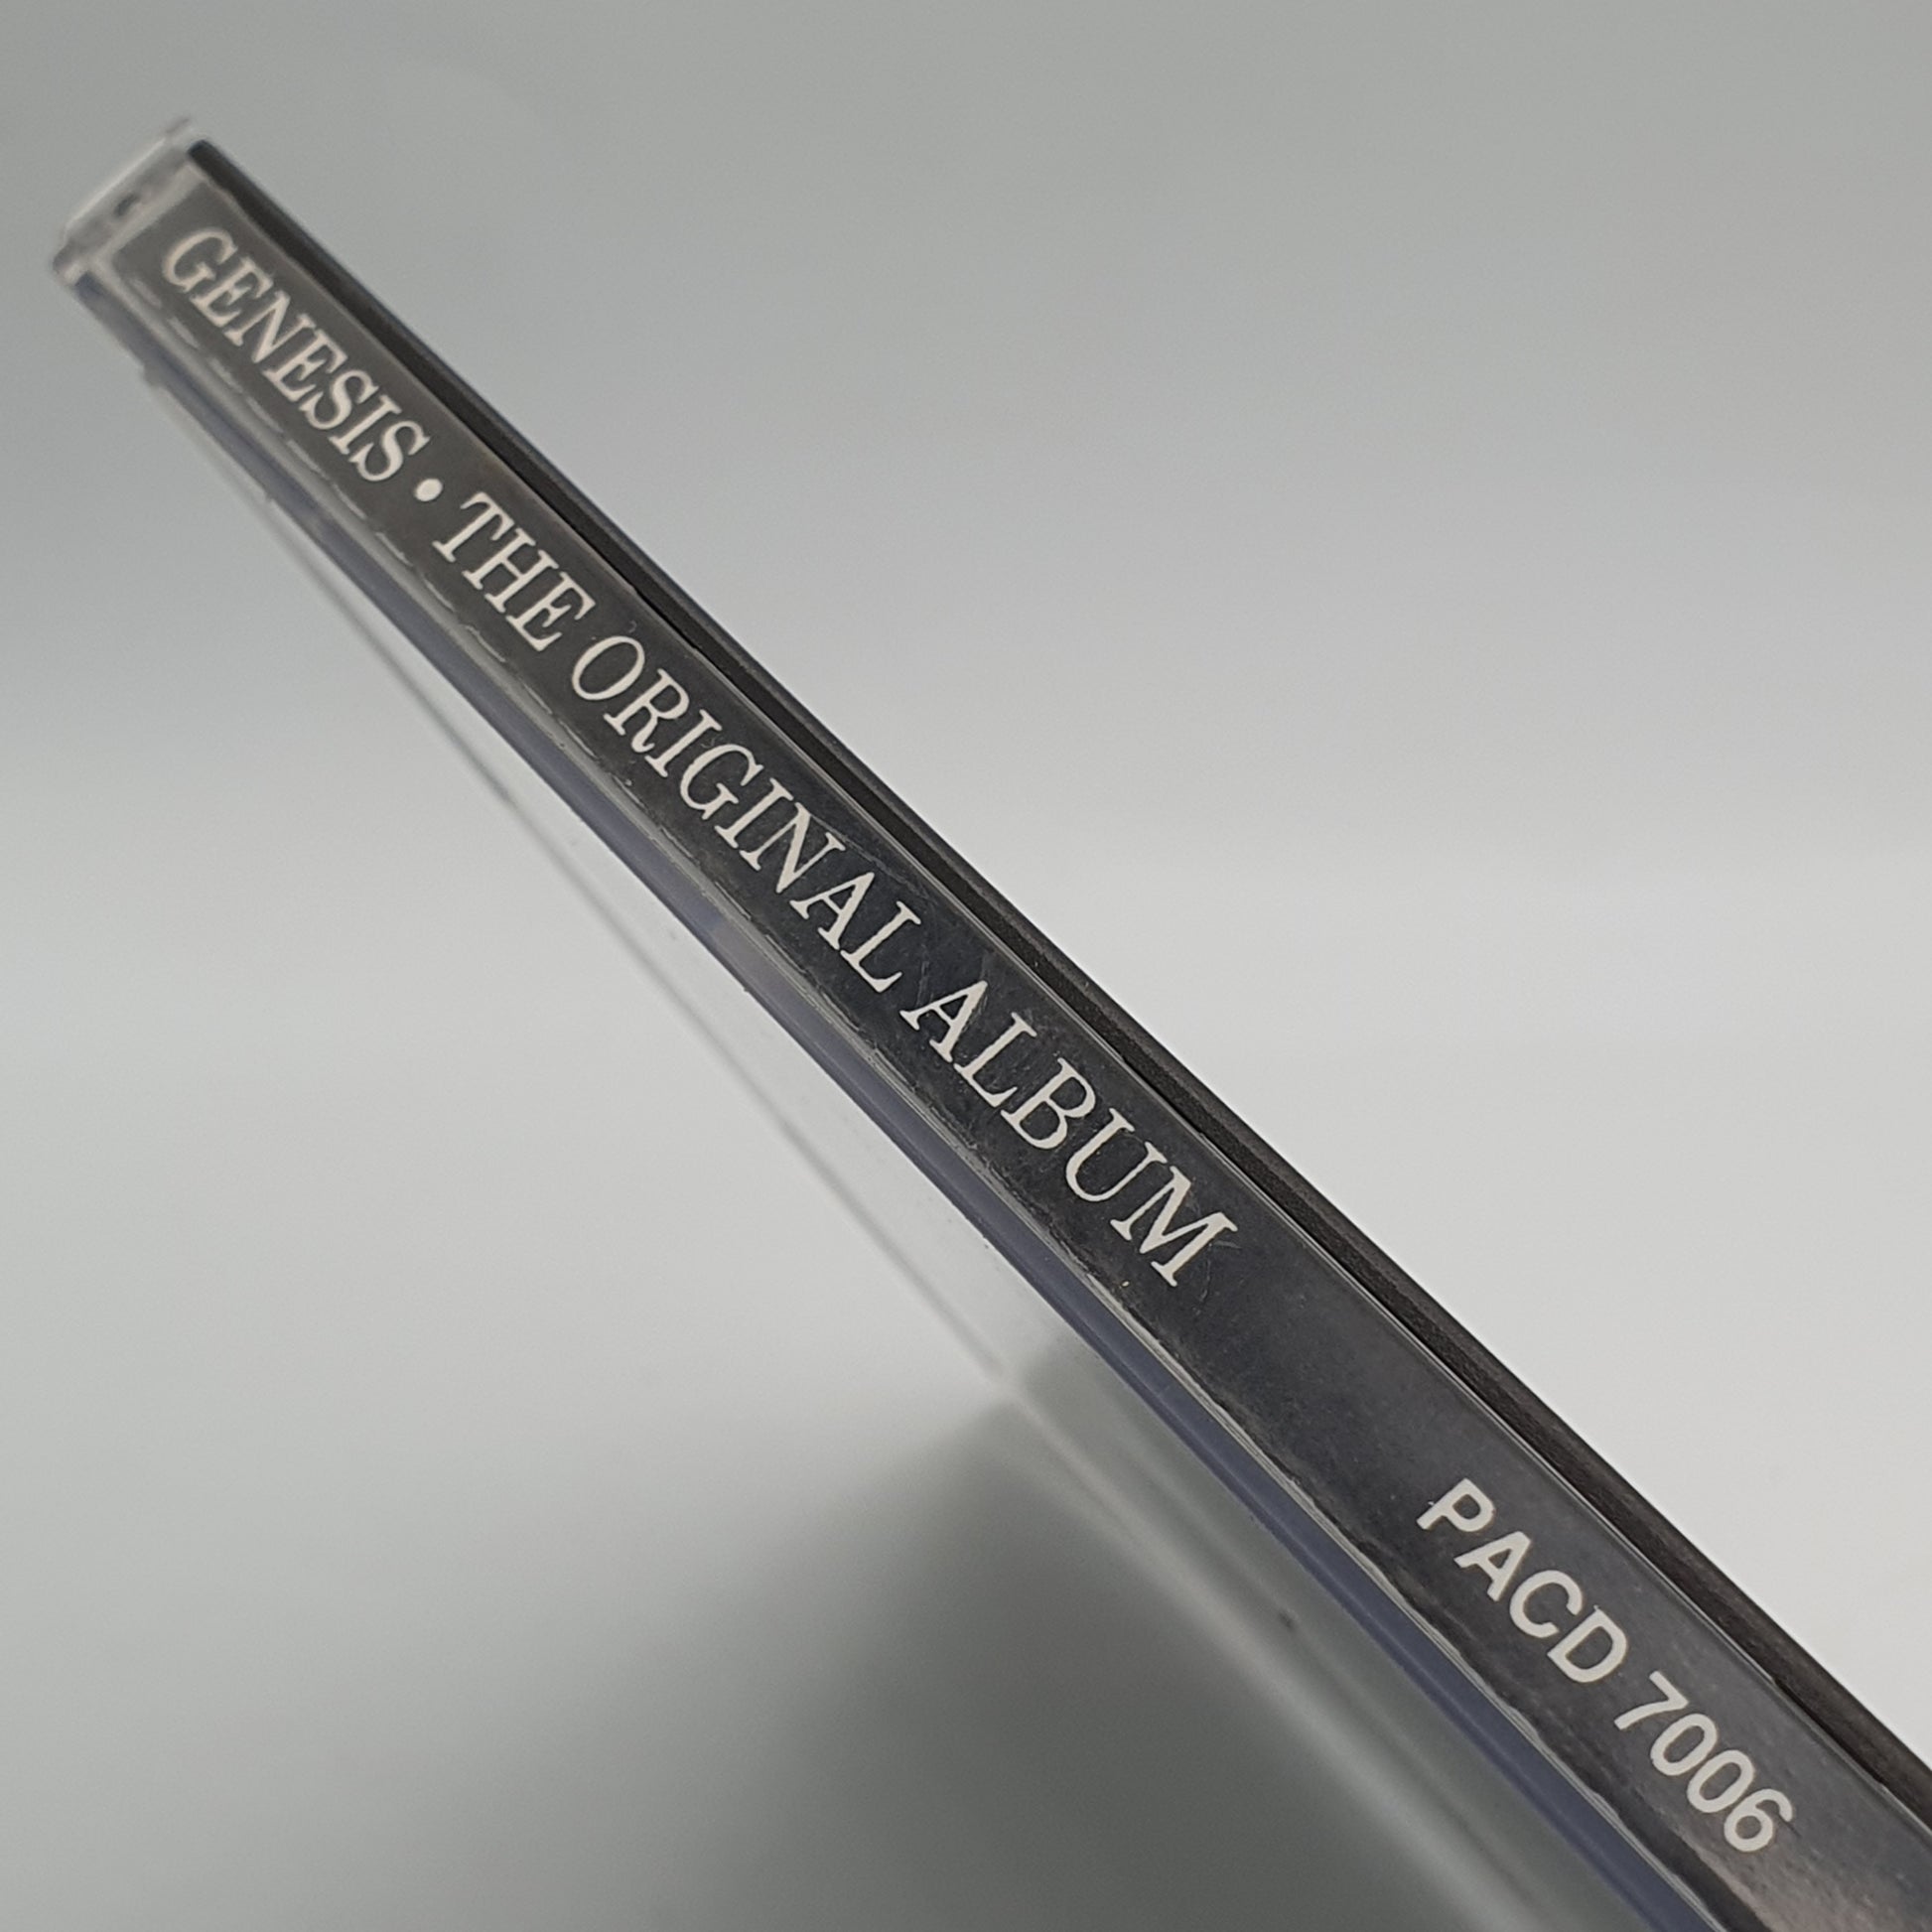 GENESIS • THE ORIGINAL ALBUM PACD 7006